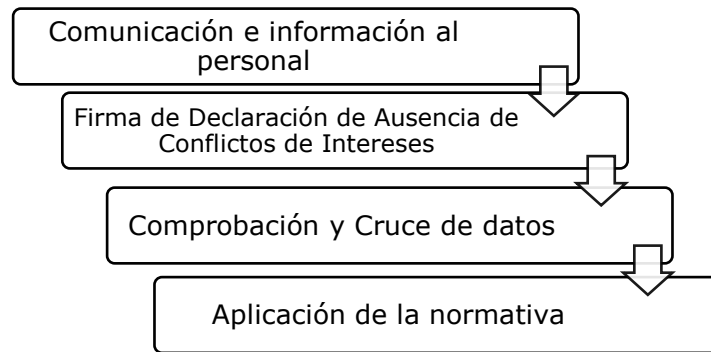 Comunicación e información al
personal
Firma de Declaración de Ausencia de
Conflictos de Intereses
Comprobación y Cruce de datos
Aplicación de la normativa